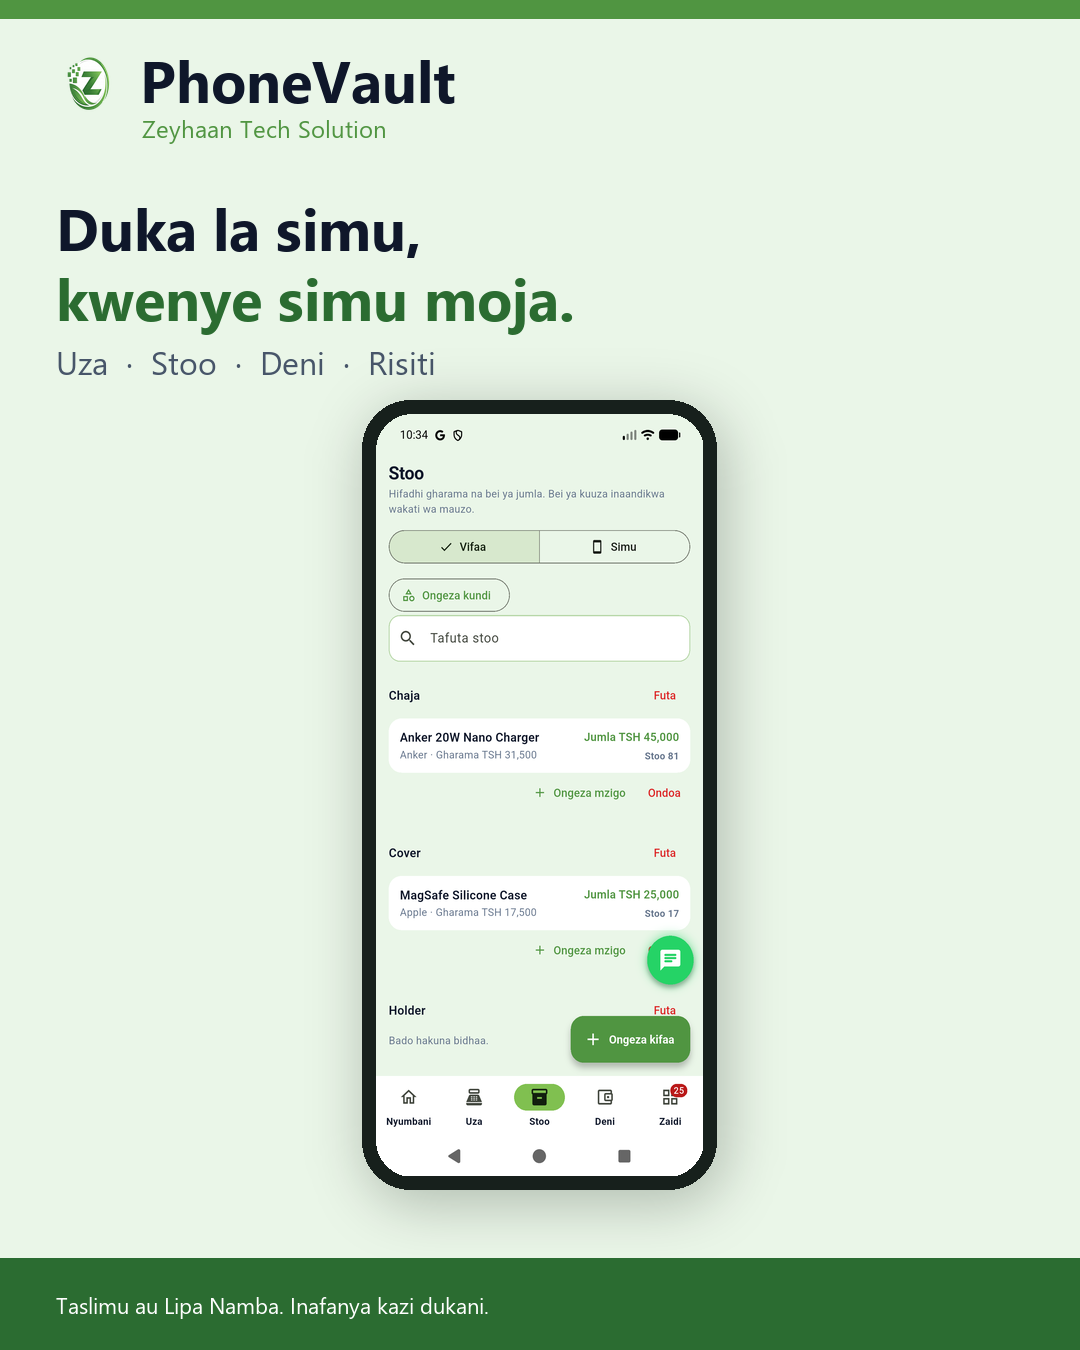 PhoneVault
Zeyhaan Tech Solution
Duka la simu,
kwenye simu moja.
Uza · Stoo · Deni · Risiti
10:34
Stoo
Hifadhi gharama na bei ya jumla. Bei ya kuuza inaandikwa
wakati wa mauzo.
Vifaa Simu
Ongeza kundi
Tafuta stoo
Chaja Futa
Anker 20W Nano Charger Jumla TSH 45,000
Anker · Gharama TSH 31,500 Stoo 81
+ Ongeza mzigo Ondoa
Cover Futa
MagSafe Silicone Case Jumla TSH 25,000
Apple · Gharama TSH 17,500 Stoo 17
+ Ongeza mzigo
Holder Futa
Bado hakuna bidhaa. + Ongeza kifaa
25
Nyumbani Uza Stoo Deni Zaidi
Taslimu au Lipa Namba. Inafanya kazi dukani.